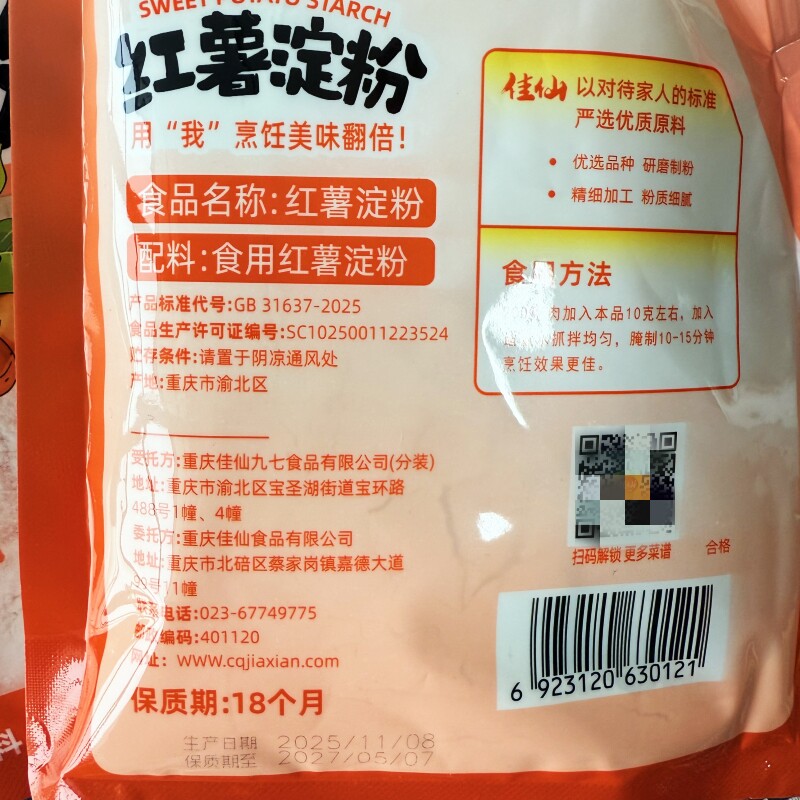 SWEET POTATO STARCH
红薯淀粉
用“我”烹饪美味翻倍!
食品名称:红薯淀粉
配料:食用红薯淀粉
产品标准代号:GB 31637-2025
食品生产许可证编号:SC10250011223524
贮存条件:请置于阴凉通风处
产地:重庆市渝北区
受托方:重庆佳仙九七食品有限公司(分装)
地址:重庆市渝北区宝圣湖街道宝环路
488号1幢、4幢
委托方:重庆佳仙食品有限公司
地址:重庆市北碚区蔡家岗镇嘉德大道
99号11幢
联系电话:023-67749775
邮政编码:401120
网址: WWW.cqjiaxian.com
保质期:18个月
生产日期 2025/11/08
保质期至 2027/05/07
佳仙 以对待家人的标准
严选优质原料
• 优选品种 研磨制粉
• 精细加工 粉质细腻
食用方法
肉加入本品10克左右,加入
抓拌均匀,腌制10-15分钟
烹饪效果更佳。
扫码解锁更多菜谱
合格
6 923120 630121